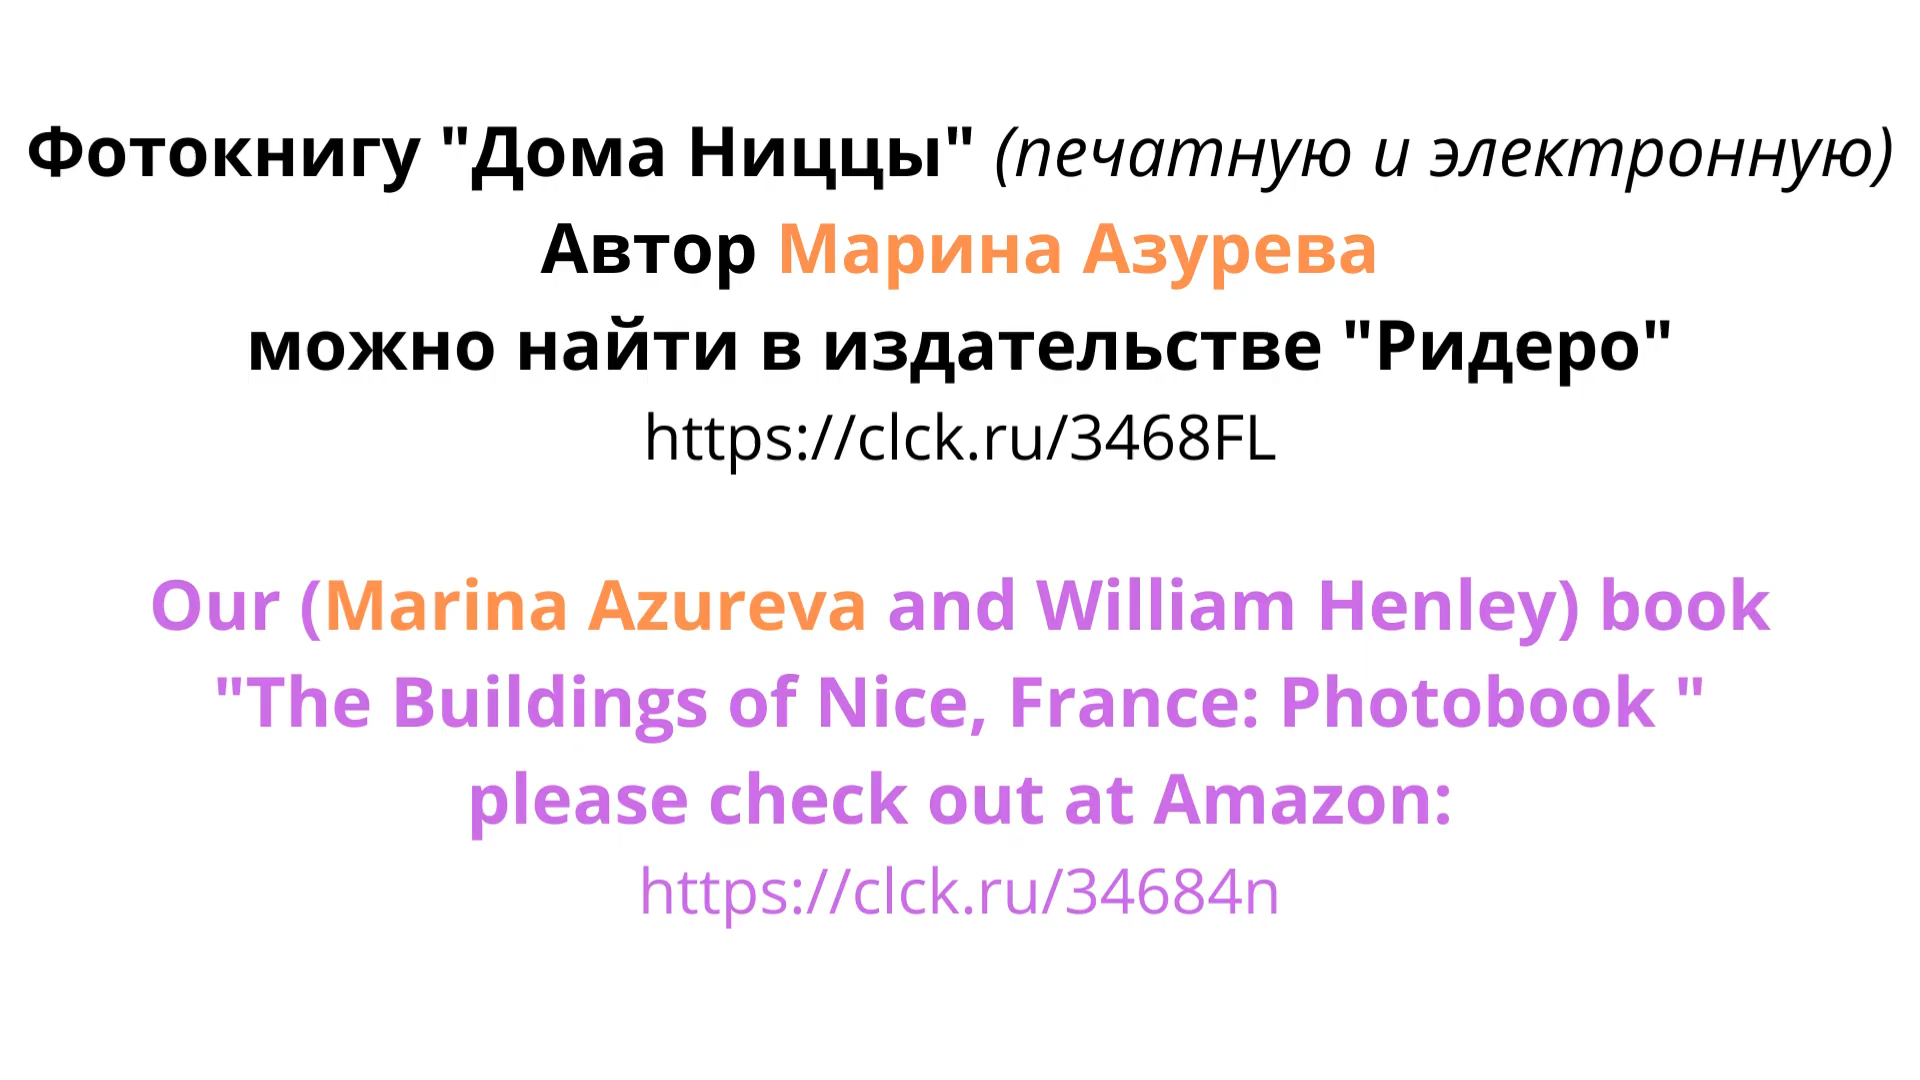 Фотокнигу "Дома Ниццы" (печатную и электронную)
Автор Марина Азурева
можно найти в издательстве "Ридеро"
https://clck.ru/3468FL
Our (Marina Azureva and William Henley) book
"The Buildings of Nice, France: Photobook "
please check out at Amazon:
https://clck.ru/34684n